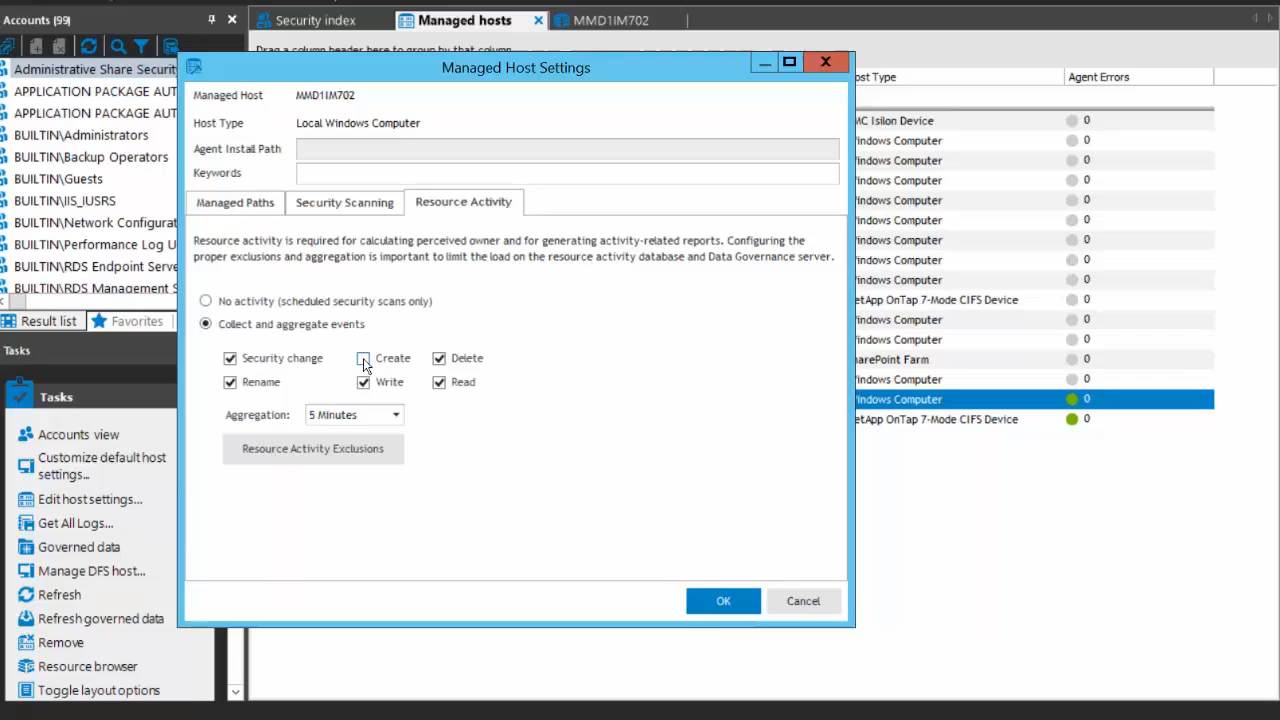 Accounts (99)
Security index
Managed hosts
MMD1IM702
Drag a column header here to group by that column
Administrative Share Securit
APPLICATION PACKAGE AUT
APPLICATION PACKAGE AUT
BUILTIN\Administrators
BUILTIN\Backup Operators
BUILTIN\Guests
BUILTIN\IIS_IUSRS
BUILTIN\Network Configurat
BUILTIN\Performance Log U
BUILTIN\RDS Endpoint Serve
BUILTIN\RDS Management S
Result list
Favorites
Tasks
Tasks
Accounts view
Customize default host
settings...
Edit host settings...
Get All Logs...
Governed data
Manage DFS host...
Refresh
Refresh governed data
Remove
Resource browser
Toggle layout options
Managed Host Settings
Managed Host MMD1IM702
Host Type Local Windows Computer
Agent Install Path
Keywords
Managed Paths Security Scanning Resource Activity
Resource activity is required for calculating perceived owner and for generating activity-related reports. Configuring the
proper exclusions and aggregation is important to limit the load on the resource activity database and Data Governance server.
No activity (scheduled security scans only)
Collect and aggregate events
Security change Create Delete
Rename Write Read
Aggregation: 5 Minutes
Resource Activity Exclusions
OK Cancel
ost Type Agent Errors
MC Isilon Device 0
indows Computer 0
indows Computer 0
indows Computer 0
indows Computer 0
indows Computer 0
indows Computer 0
indows Computer 0
indows Computer 0
etApp OnTap 7-Mode CIFS Device 0
indows Computer 0
indows Computer 0
harePoint Farm 0
indows Computer 0
indows Computer 0
etApp OnTap 7-Mode CIFS Device 0